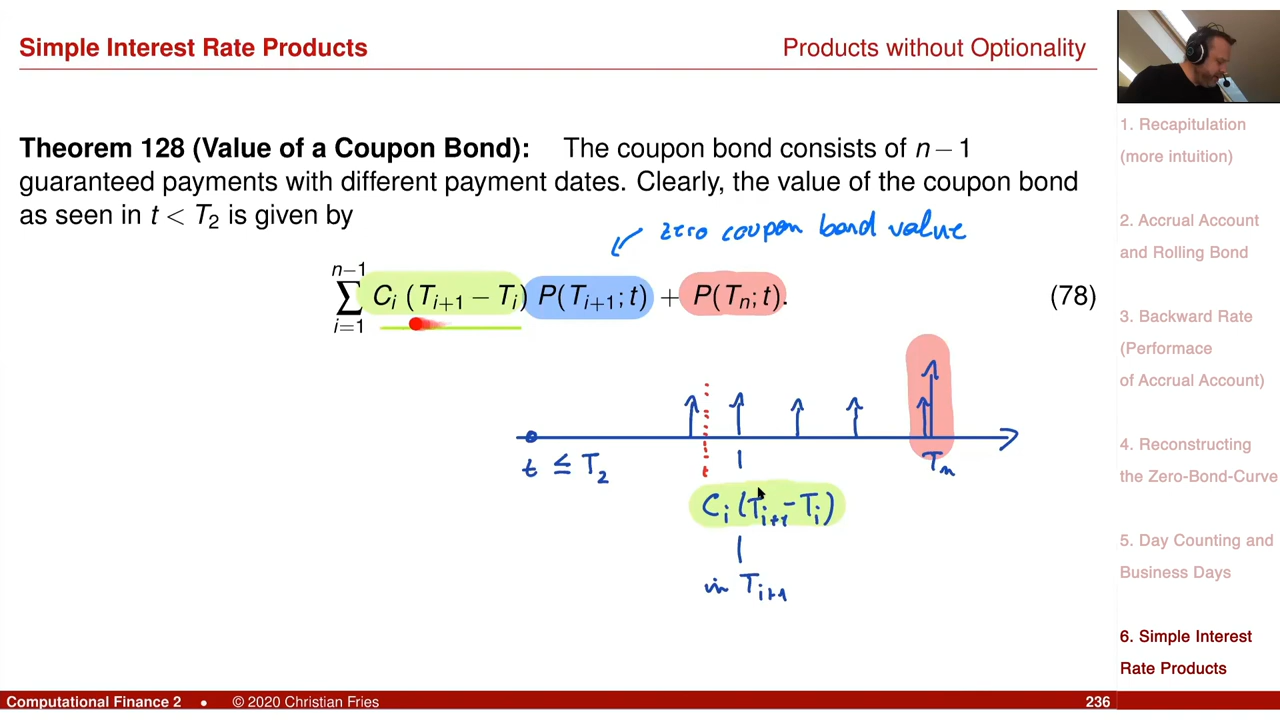 Simple Interest Rate Products
Products without Optionality
Theorem 128 (Value of a Coupon Bond): The coupon bond consists of n − 1
guaranteed payments with different payment dates. Clearly, the value of the coupon bond
as seen in t < T₂ is given by
zero coupon bond value
n−1
∑ Cᵢ (Tᵢ₊₁ − Tᵢ) P(Tᵢ₊₁; t) + P(Tₙ; t). (78)
i=1
t ≤ T₂
t
Tₙ
Cᵢ (Tᵢ₊₁ − Tᵢ)
in Tᵢ₊₁
1. Recapitulation
(more intuition)
2. Accrual Account
and Rolling Bond
3. Backward Rate
(Performace
of Accrual Account)
4. Reconstructing
the Zero-Bond-Curve
5. Day Counting and
Business Days
6. Simple Interest
Rate Products
Computational Finance 2 • © 2020 Christian Fries 236